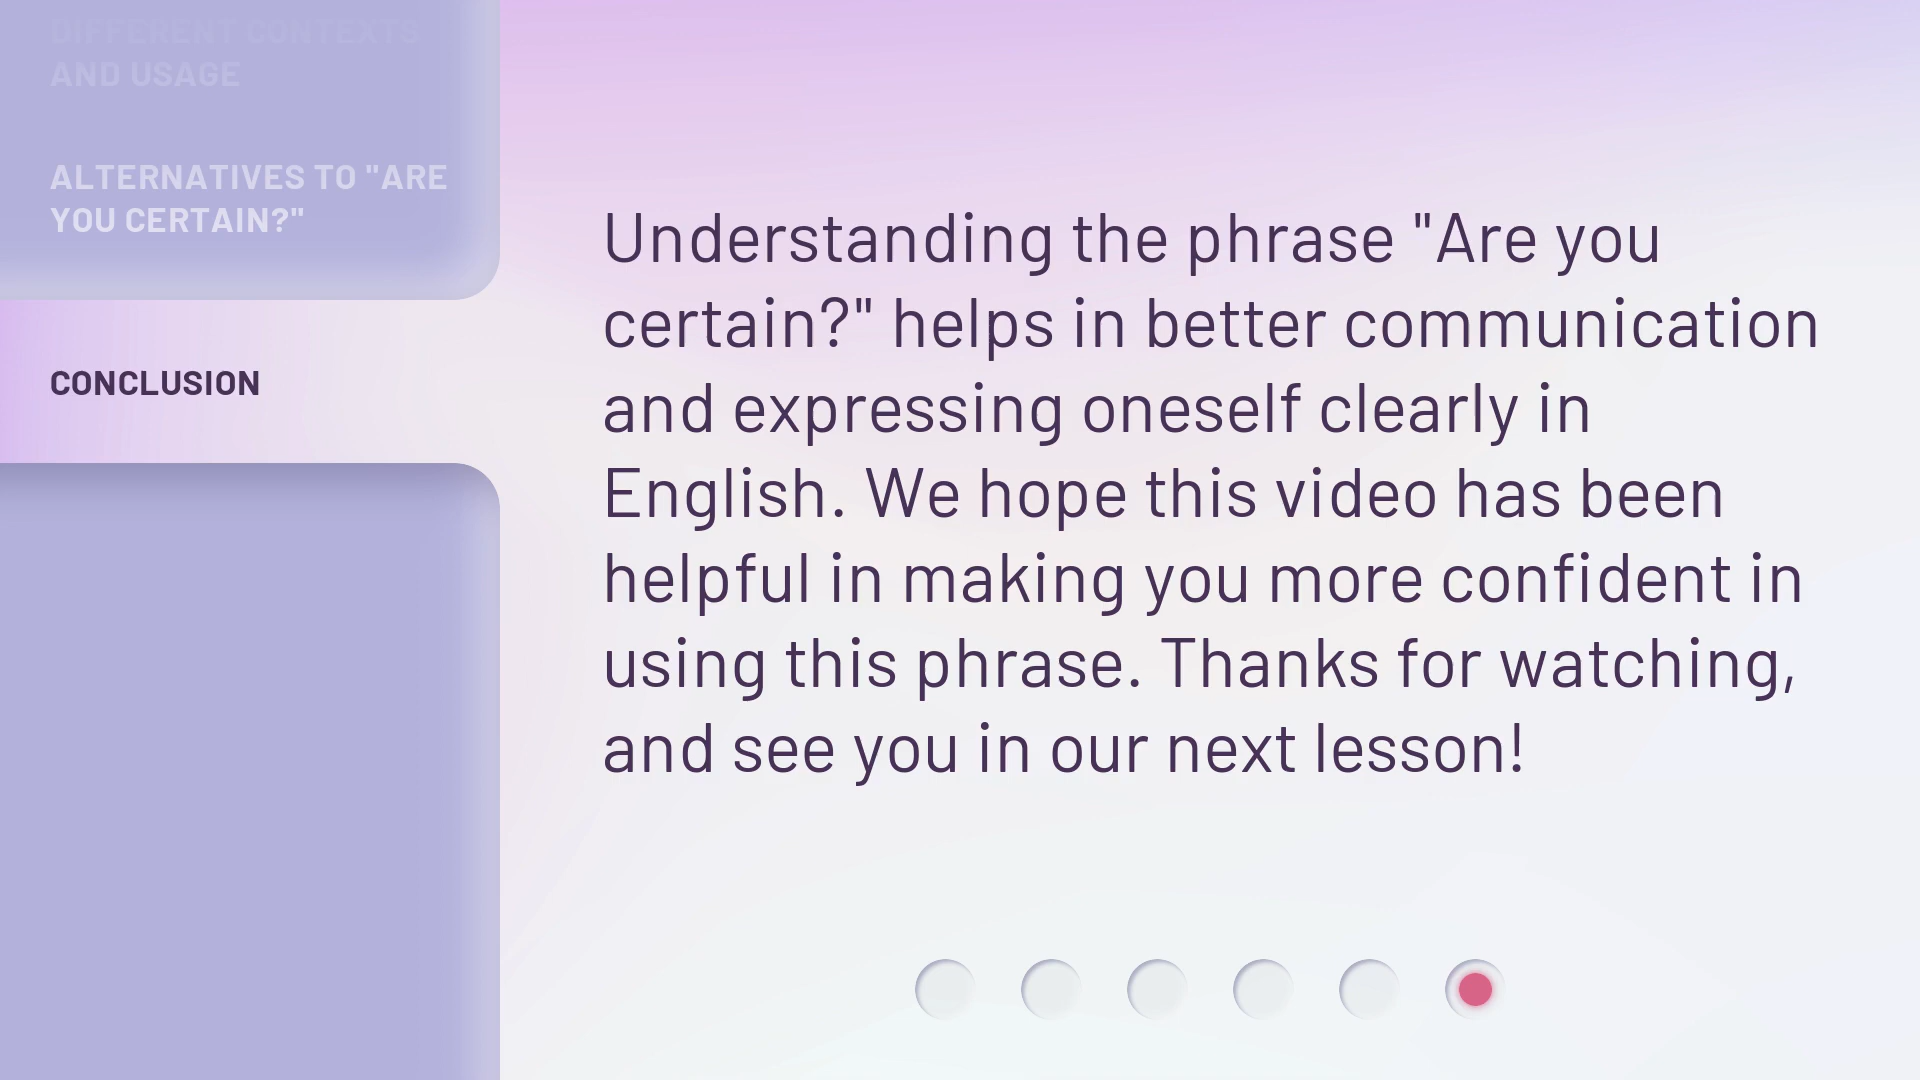 DIFFERENT CONTEXTS
AND USAGE
ALTERNATIVES TO "ARE
YOU CERTAIN?"
CONCLUSION
Understanding the phrase "Are you
certain?" helps in better communication
and expressing oneself clearly in
English. We hope this video has been
helpful in making you more confident in
using this phrase. Thanks for watching,
and see you in our next lesson!